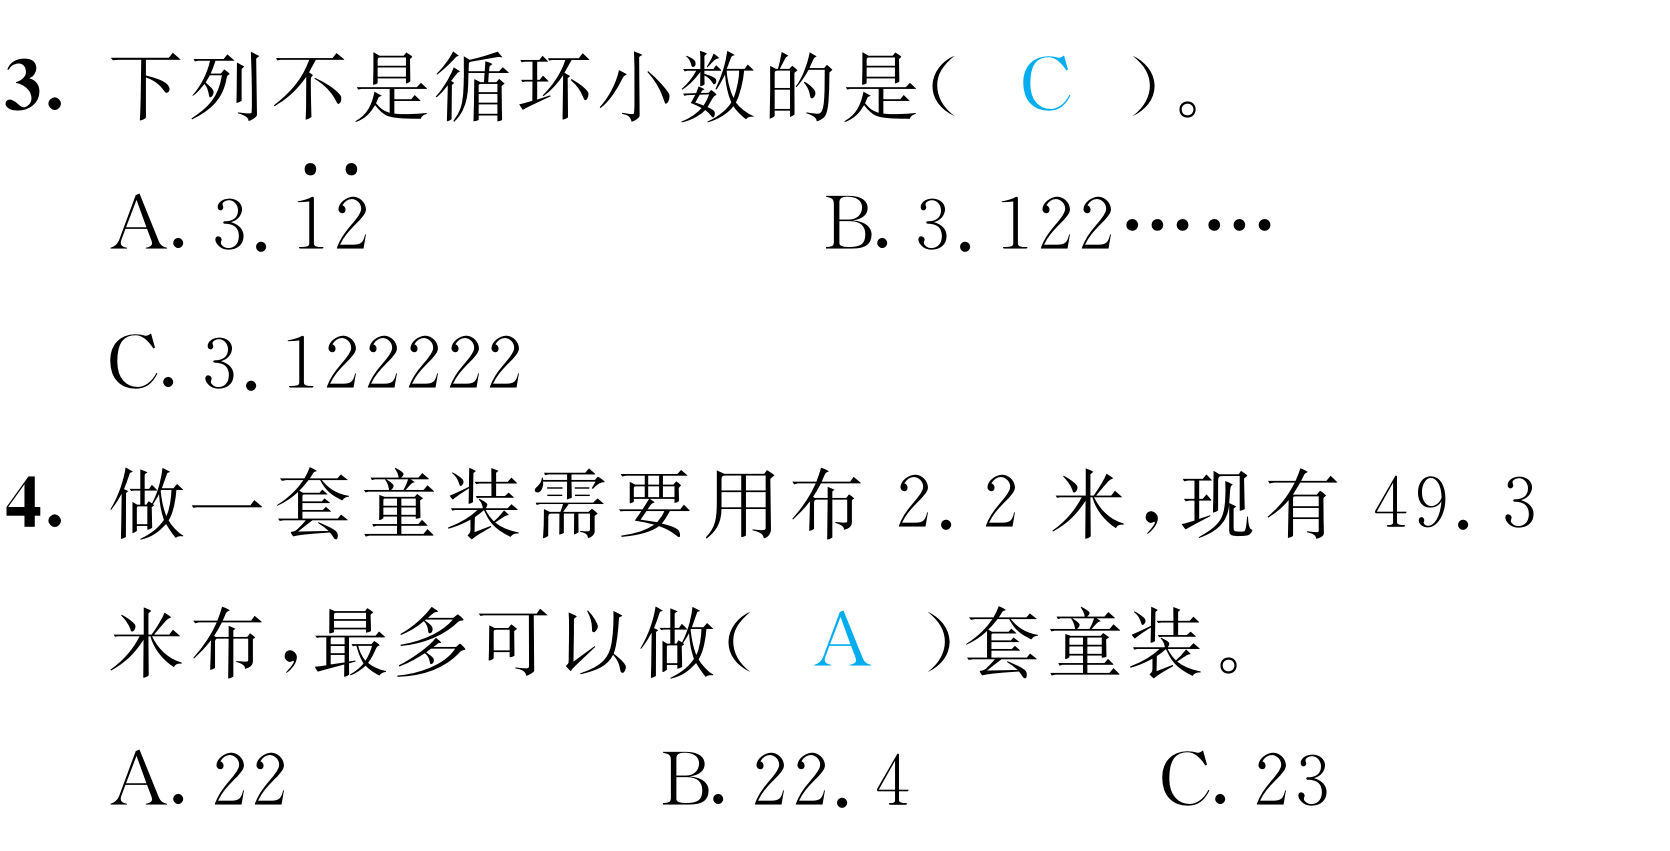 3. 下列不是循环小数的是( C )。
A. 3. 1̇2̇ B. 3. 122……
C. 3. 122222
4. 做一套童装需要用布 2. 2 米,现有 49. 3
米布,最多可以做( A )套童装。
A. 22 B. 22. 4 C. 23